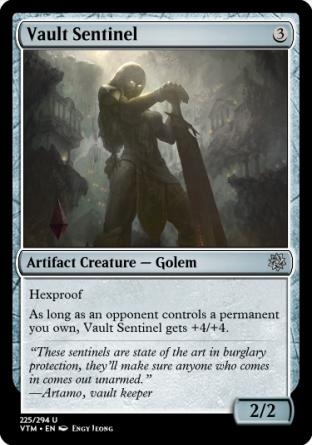 Vault Sentinel 3
Artifact Creature — Golem
Hexproof
As long as an opponent controls a permanent
you own, Vault Sentinel gets +4/+4.
“These sentinels are state of the art in burglary
protection, they’ll make sure anyone who comes
in comes out unarmed.”
—Artamo, vault keeper
2/2
225/294 U
VTM • EN Engy Jeong